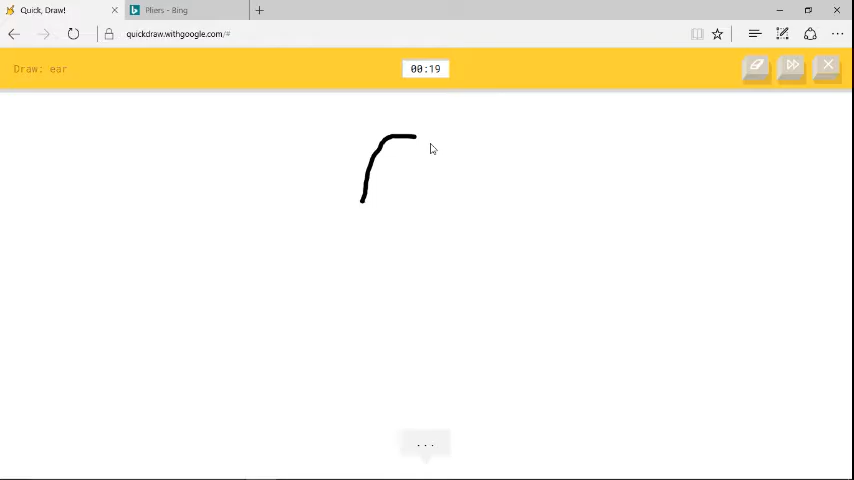 Quick, Draw!
Pliers - Bing
quickdraw.withgoogle.com/#
Draw: ear
00:19
...